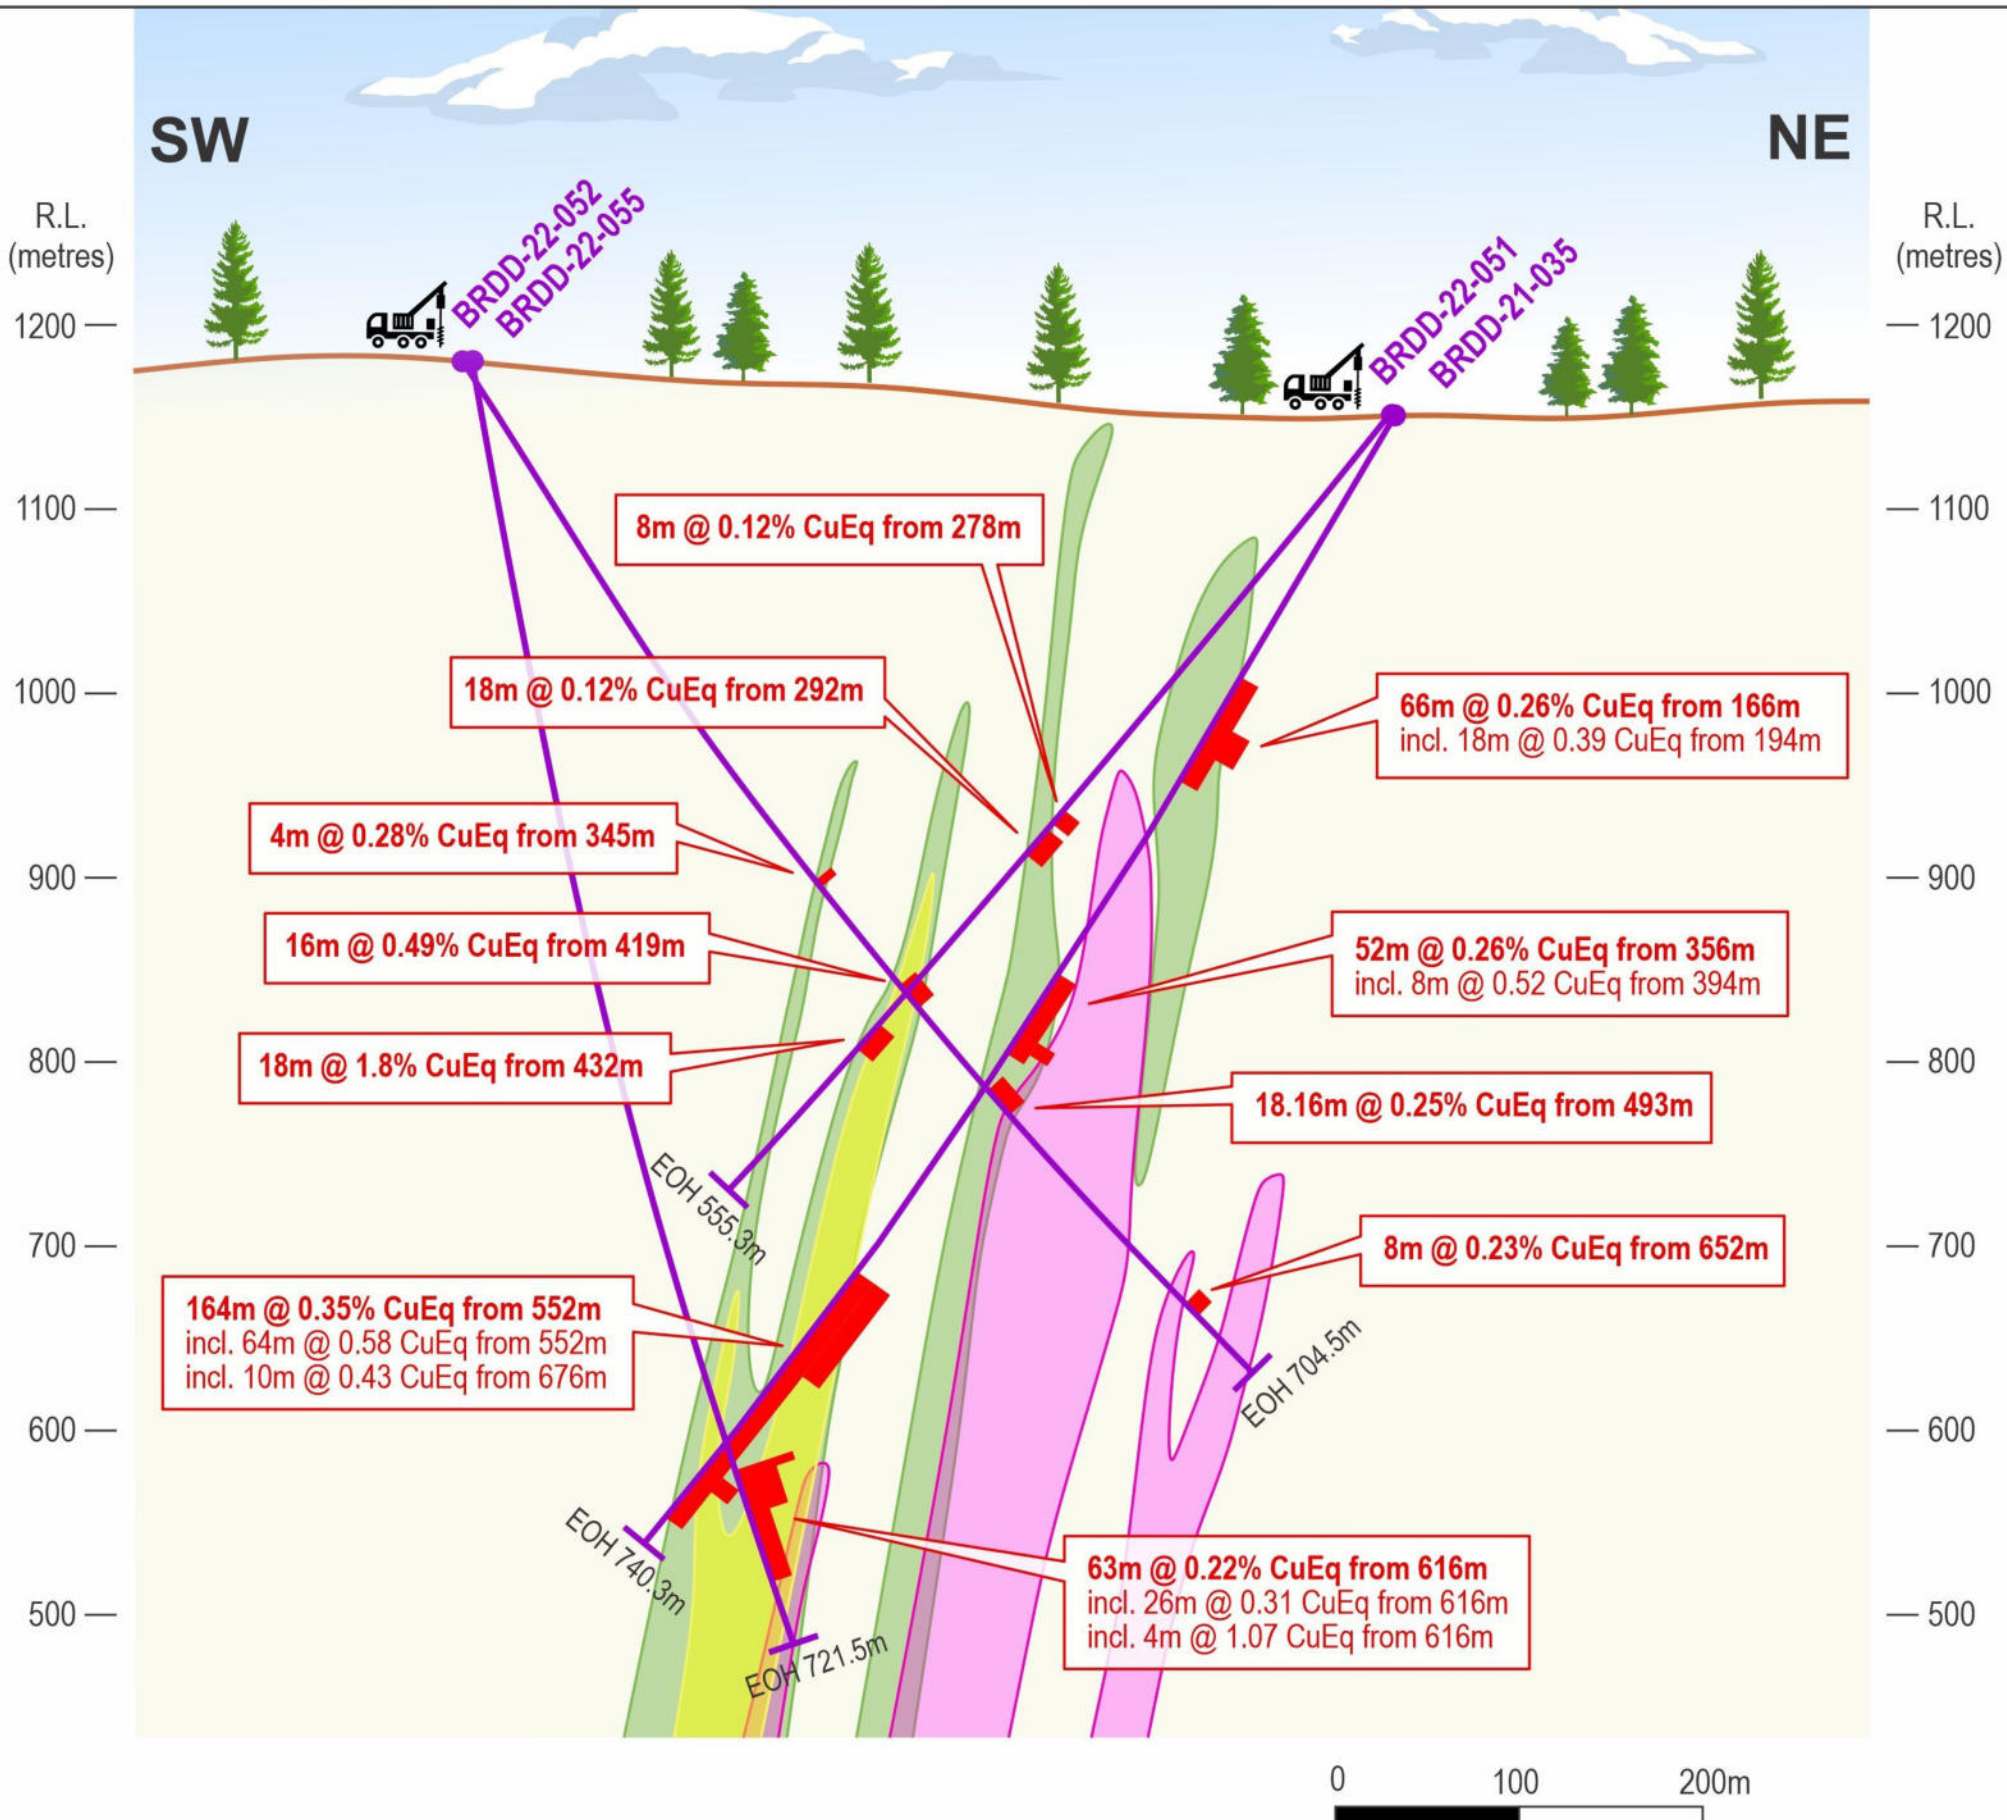 SW
NE
R.L.
(metres)
R.L.
(metres)
BRDD-22-052
BRDD-22-055
BRDD-22-051
BRDD-21-035
1200
1200
1100
1100
1000
1000
900
900
800
800
700
700
600
600
500
500
8m @ 0.12% CuEq from 278m
18m @ 0.12% CuEq from 292m
66m @ 0.26% CuEq from 166m
incl. 18m @ 0.39 CuEq from 194m
4m @ 0.28% CuEq from 345m
16m @ 0.49% CuEq from 419m
52m @ 0.26% CuEq from 356m
incl. 8m @ 0.52 CuEq from 394m
18m @ 1.8% CuEq from 432m
18.16m @ 0.25% CuEq from 493m
EOH 555.3m
8m @ 0.23% CuEq from 652m
164m @ 0.35% CuEq from 552m
incl. 64m @ 0.58 CuEq from 552m
incl. 10m @ 0.43 CuEq from 676m
EOH 704.5m
EOH 740.3m
63m @ 0.22% CuEq from 616m
incl. 26m @ 0.31 CuEq from 616m
incl. 4m @ 1.07 CuEq from 616m
EOH 721.5m
0 100 200m